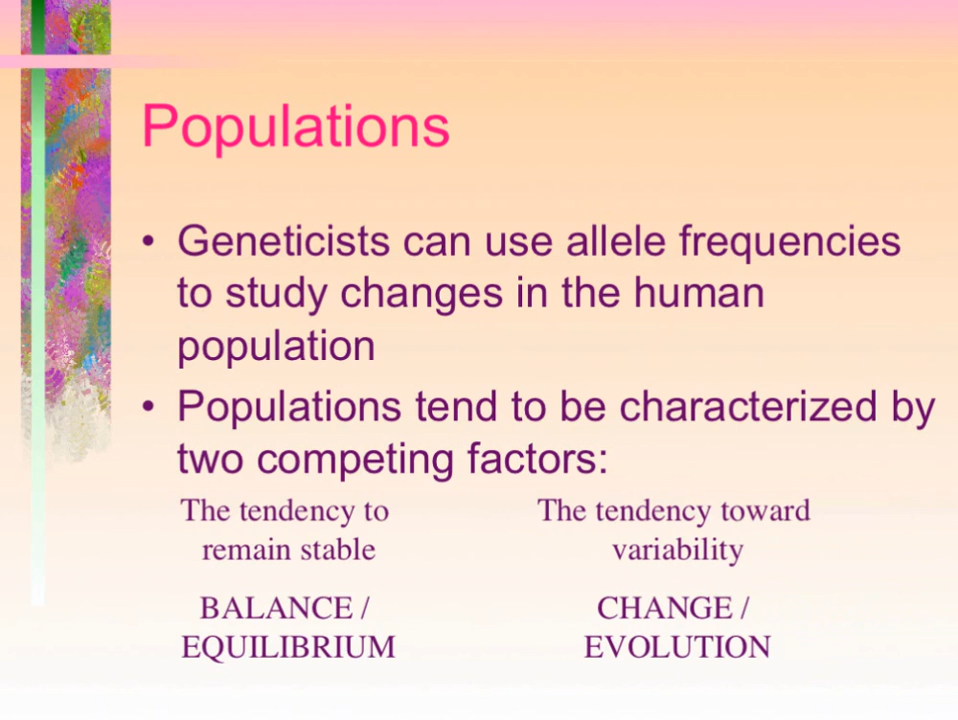 Populations
• Geneticists can use allele frequencies
to study changes in the human
population
• Populations tend to be characterized by
two competing factors:
The tendency to
remain stable
BALANCE /
EQUILIBRIUM
The tendency toward
variability
CHANGE /
EVOLUTION